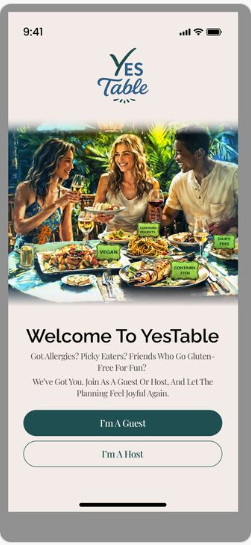 9:41
YES
Table
VEGAN
CONTAINS
FISH
DAIRY
FREE
Welcome To YesTable
Got Allergies? Picky Eaters? Friends Who Go Gluten-
Free For Fun?
We've Got You. Join As A Guest Or Host, And Let The
Planning Feel Joyful Again.
I'm A Guest
I'm A Host